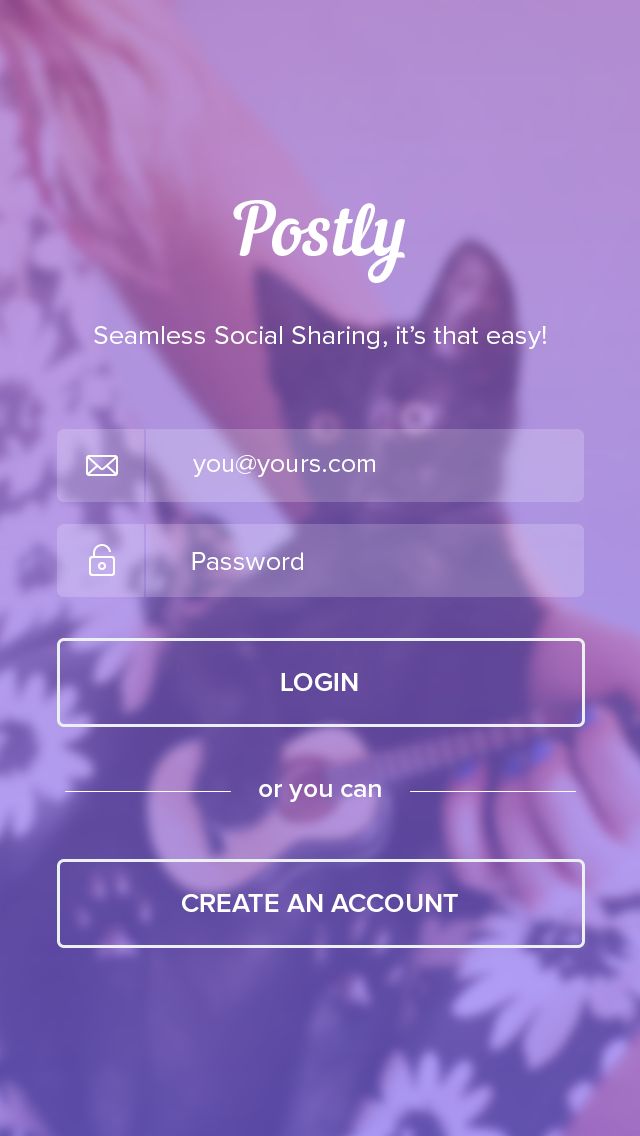 Postly
Seamless Social Sharing, it’s that easy!
you@yours.com
Password
LOGIN
or you can
CREATE AN ACCOUNT